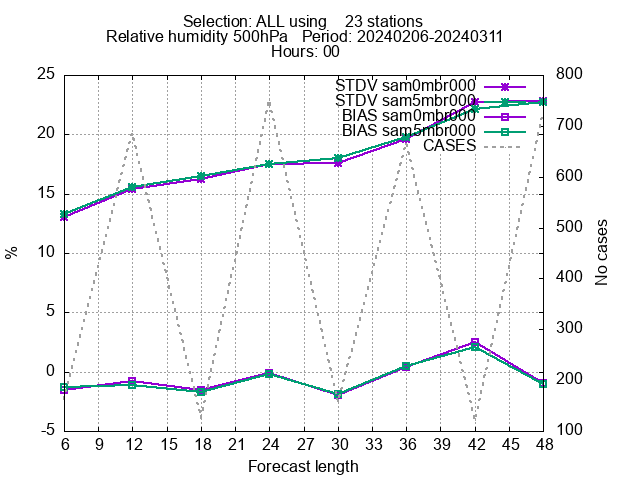 Selection: ALL using    23 stations
Relative humidity 500hPa   Period: 20240206-20240311
Hours: 00
STDV sam0mbr000
STDV sam5mbr000
BIAS sam0mbr000
BIAS sam5mbr000
CASES
25
20
15
10
5
0
-5
%
800
700
600
500
400
300
200
100
No cases
6 9 12 15 18 21 24 27 30 33 36 39 42 45 48
Forecast length